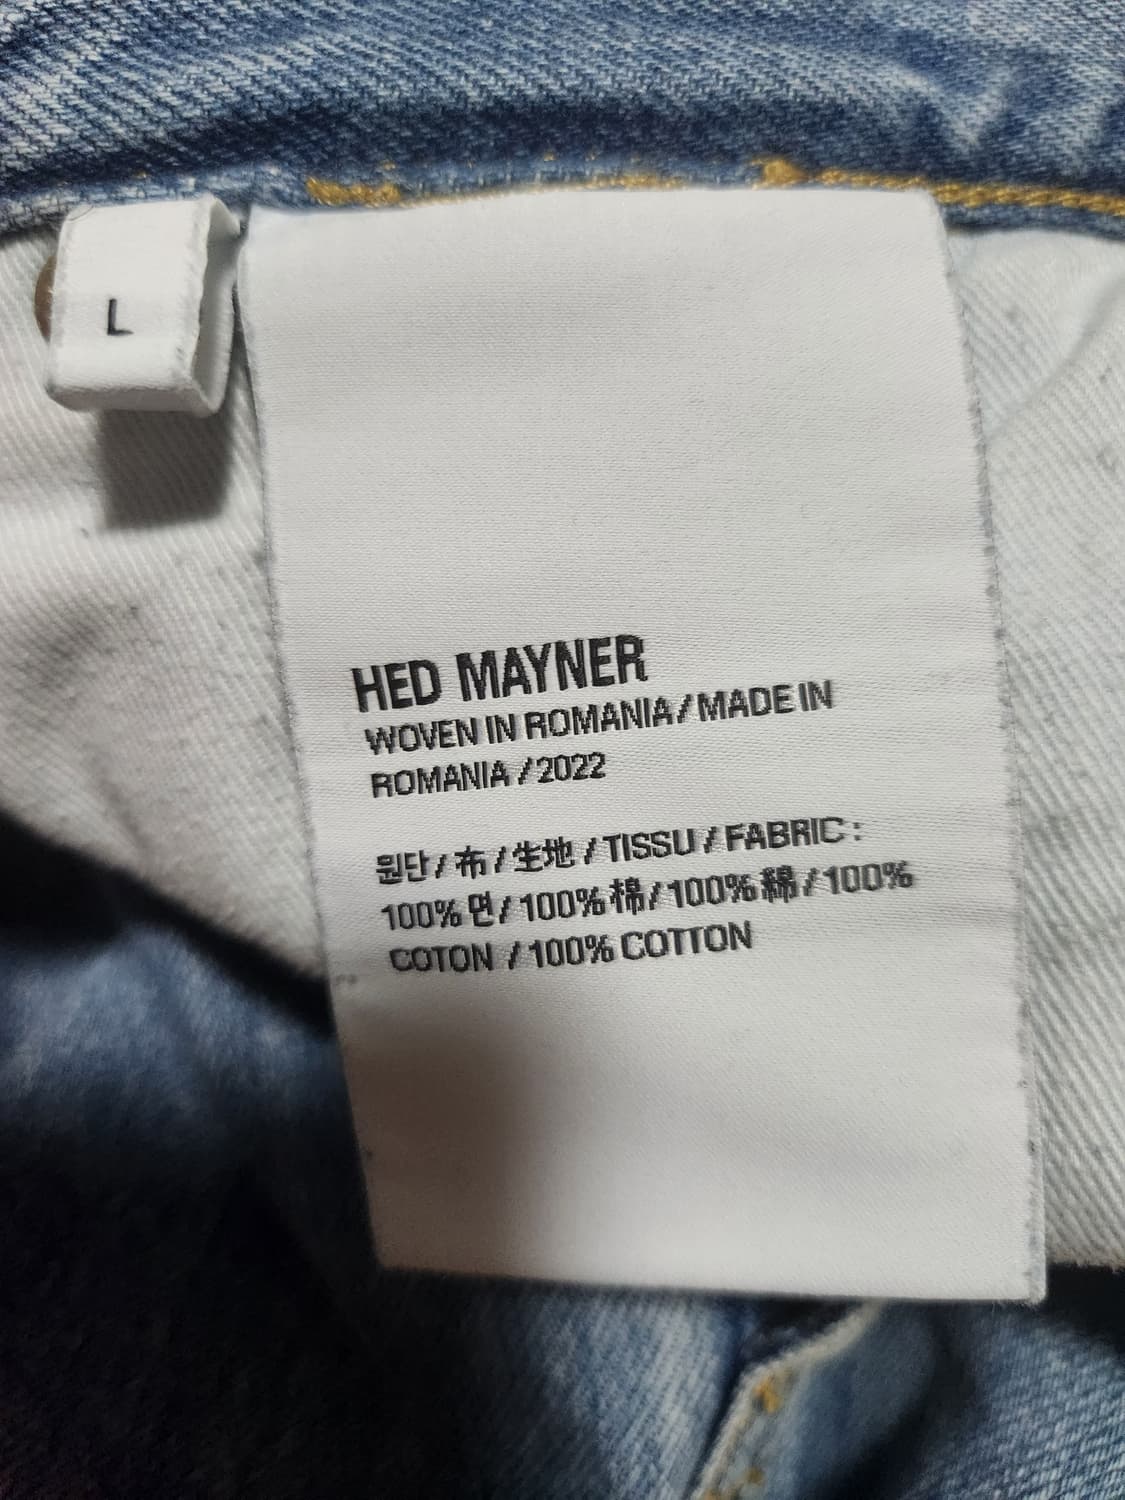 L
HED MAYNER
WOVEN IN ROMANIA / MADE IN
ROMANIA / 2022
원단 / 布 / 生地 / TISSU / FABRIC :
100% 면 / 100% 棉 / 100% 綿 / 100%
COTON / 100% COTTON